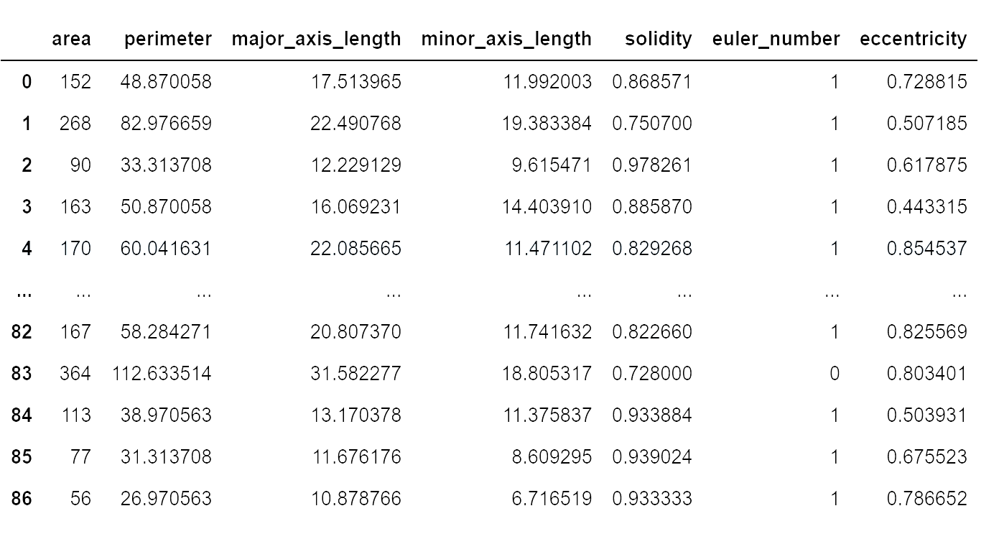 area perimeter major_axis_length minor_axis_length solidity euler_number eccentricity
0 152 48.870058 17.513965 11.992003 0.868571 1 0.728815
1 268 82.976659 22.490768 19.383384 0.750700 1 0.507185
2 90 33.313708 12.229129 9.615471 0.978261 1 0.617875
3 163 50.870058 16.069231 14.403910 0.885870 1 0.443315
4 170 60.041631 22.085665 11.471102 0.829268 1 0.854537
... ... ... ... ... ... ... ...
82 167 58.284271 20.807370 11.741632 0.822660 1 0.825569
83 364 112.633514 31.582277 18.805317 0.728000 0 0.803401
84 113 38.970563 13.170378 11.375837 0.933884 1 0.503931
85 77 31.313708 11.676176 8.609295 0.939024 1 0.675523
86 56 26.970563 10.878766 6.716519 0.933333 1 0.786652